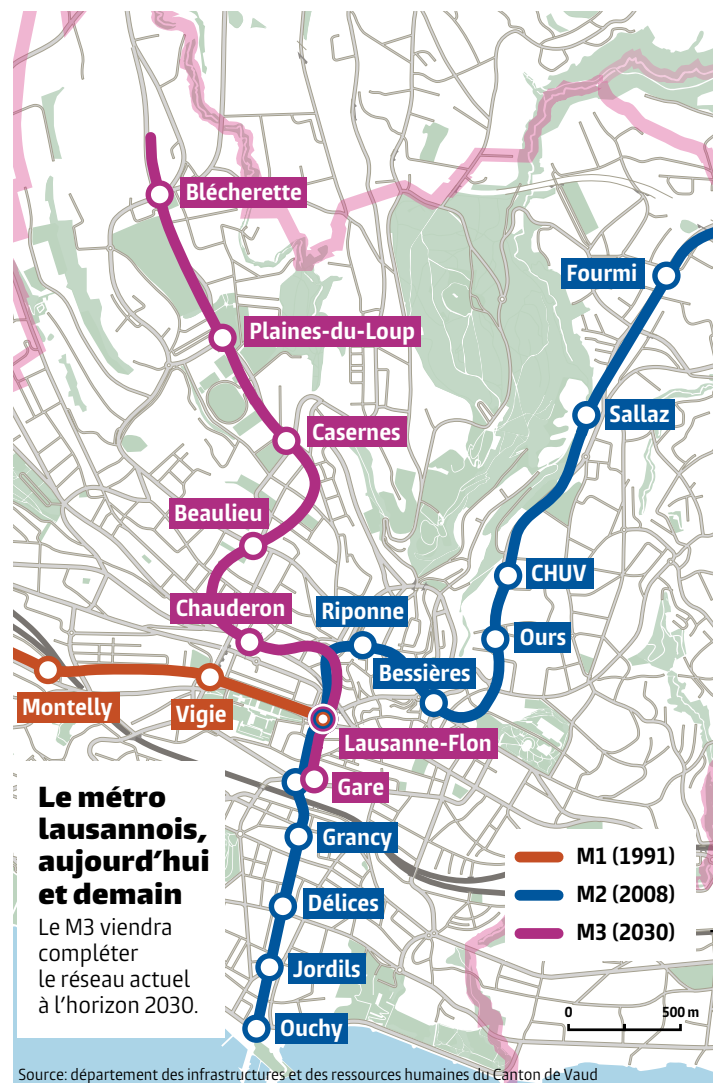 Blécherette
Fourmi
Plaines-du-Loup
Sallaz
Casernes
Beaulieu
CHUV
Chauderon
Riponne
Ours
Bessières
Montelly
Vigie
Lausanne-Flon
Gare
Grancy
Délices
Jordils
Ouchy
Le métro
lausannois,
aujourd'hui
et demain
Le M3 viendra
compléter
le réseau actuel
à l'horizon 2030.
M1 (1991)
M2 (2008)
M3 (2030)
0 500 m
Source: département des infrastructures et des ressources humaines du Canton de Vaud